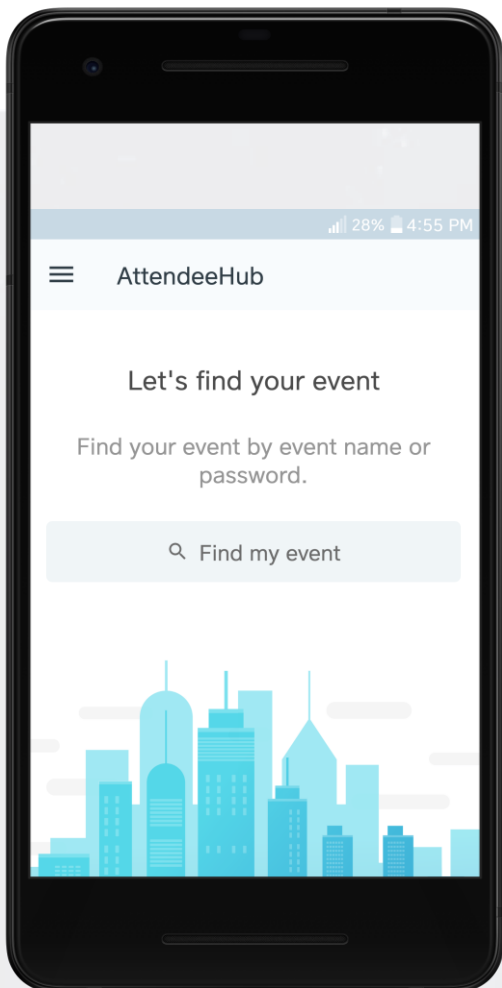 28% 4:55 PM
AttendeeHub
Let's find your event
Find your event by event name or
password.
Find my event